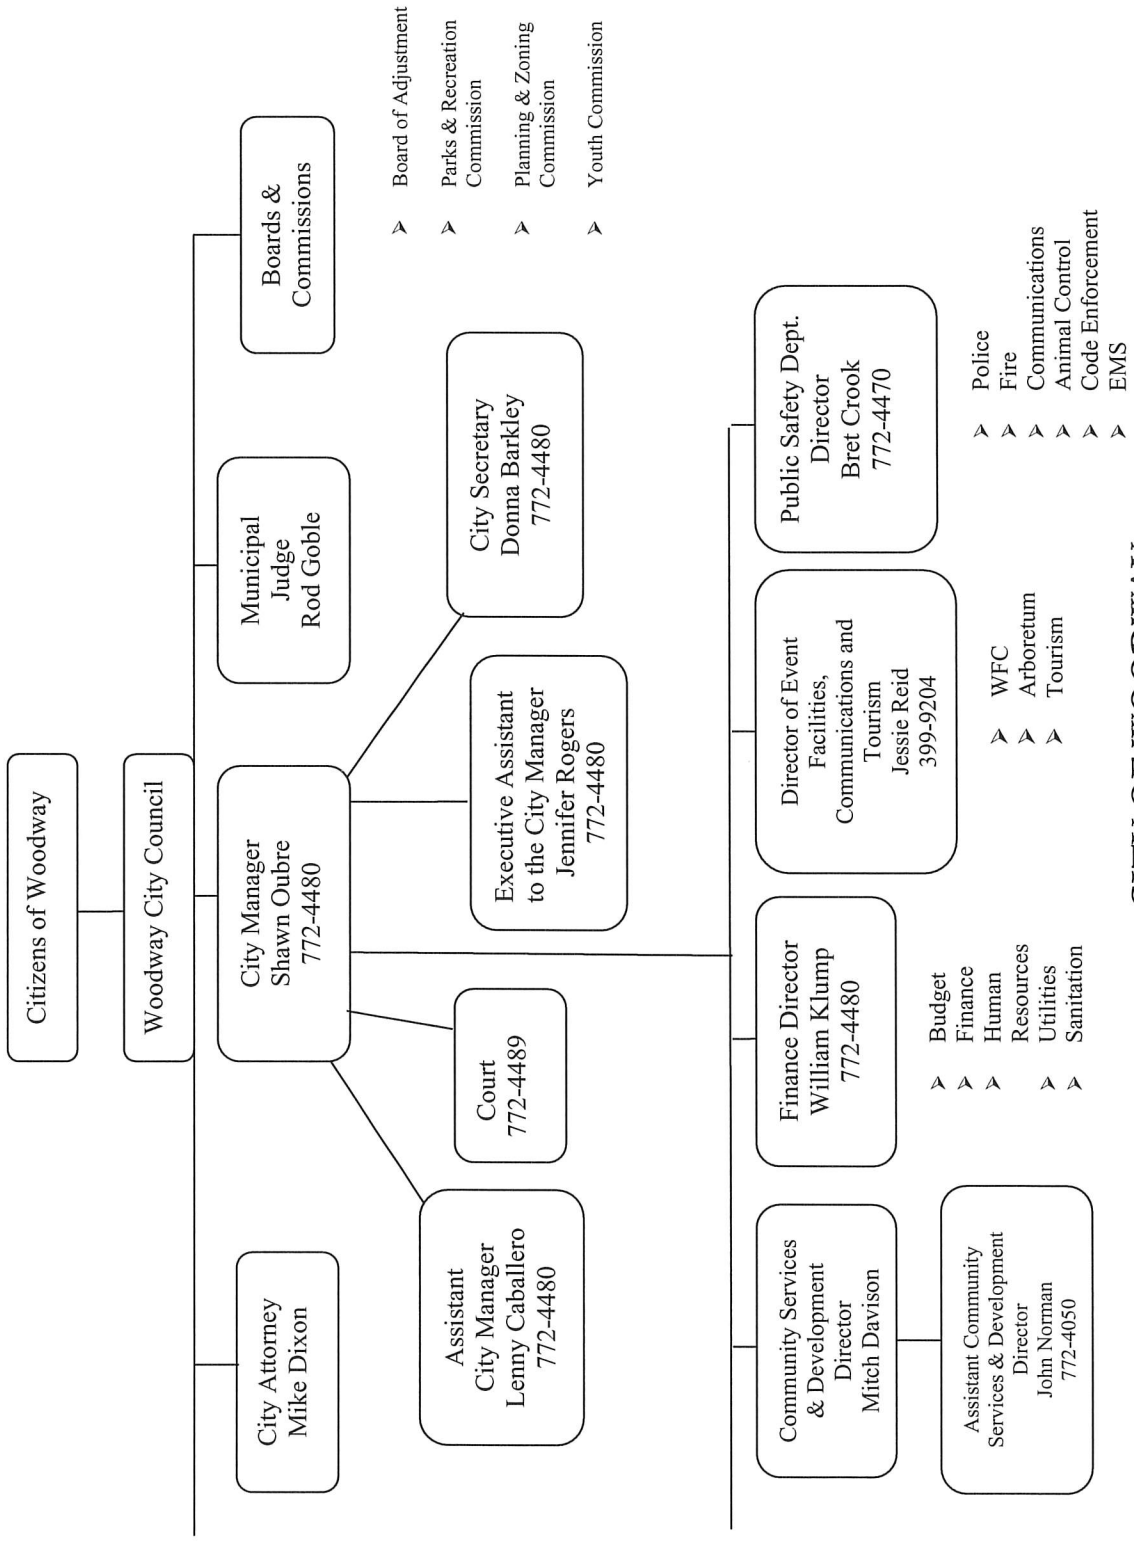 Citizens of Woodway
Woodway City Council
City Attorney
Mike Dixon
City Manager
Shawn Oubre
772-4480
Municipal
Judge
Rod Goble
Boards &
Commissions
➢ Board of Adjustment
➢ Parks & Recreation
Commission
➢ Planning & Zoning
Commission
➢ Youth Commission
Assistant
City Manager
Lenny Caballero
772-4480
Court
772-4489
Executive Assistant
to the City Manager
Jennifer Rogers
772-4480
City Secretary
Donna Barkley
772-4480
Community Services
& Development
Director
Mitch Davison
Assistant Community
Services & Development
Director
John Norman
772-4050
Finance Director
William Klump
772-4480
➢ Budget
➢ Finance
➢ Human
Resources
➢ Utilities
➢ Sanitation
Director of Event
Facilities,
Communications and
Tourism
Jessie Reid
399-9204
➢ WFC
➢ Arboretum
➢ Tourism
Public Safety Dept.
Director
Bret Crook
772-4470
➢ Police
➢ Fire
➢ Communications
➢ Animal Control
➢ Code Enforcement
➢ EMS
CITY OF WOODWAY